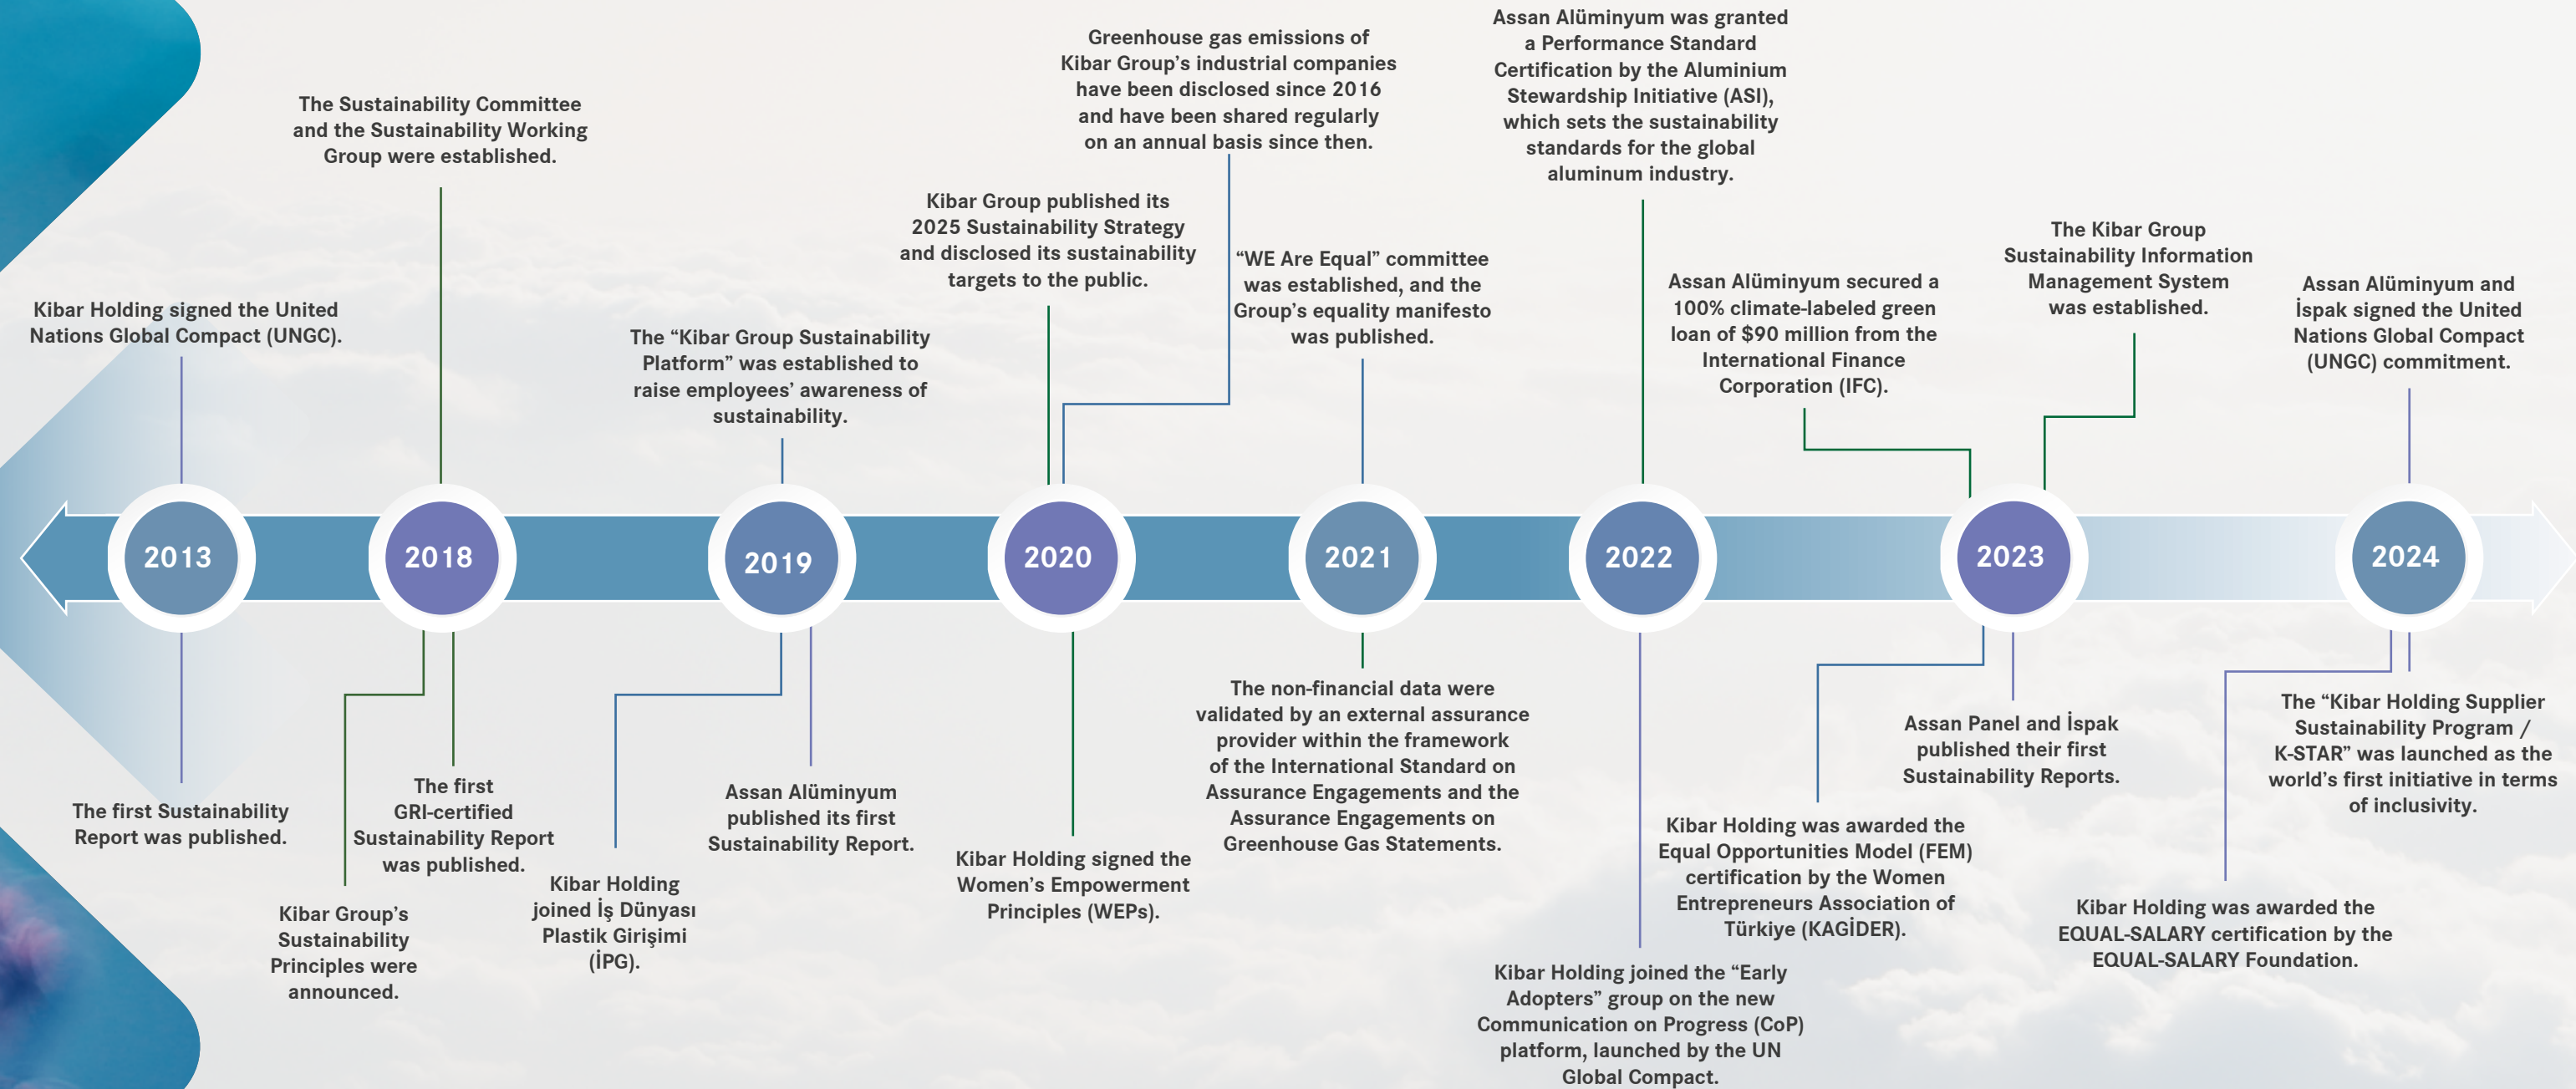 Kibar Holding signed the United
Nations Global Compact (UNGC).
2013
The first Sustainability
Report was published.
The Sustainability Committee
and the Sustainability Working
Group were established.
2018
Kibar Group's
Sustainability
Principles were
announced.
The first
GRI-certified
Sustainability Report
was published.
The “Kibar Group Sustainability
Platform” was established to
raise employees’ awareness of
sustainability.
2019
Kibar Holding
joined İş Dünyası
Plastik Girişimi
(İPG).
Assan Alüminyum
published its first
Sustainability Report.
Kibar Group published its
2025 Sustainability Strategy
and disclosed its sustainability
targets to the public.
Greenhouse gas emissions of
Kibar Group’s industrial companies
have been disclosed since 2016
and have been shared regularly
on an annual basis since then.
2020
Kibar Holding signed the
Women’s Empowerment
Principles (WEPs).
“WE Are Equal” committee
was established, and the
Group’s equality manifesto
was published.
2021
The non-financial data were
validated by an external assurance
provider within the framework
of the International Standard on
Assurance Engagements and the
Assurance Engagements on
Greenhouse Gas Statements.
Assan Alüminyum was granted
a Performance Standard
Certification by the Aluminium
Stewardship Initiative (ASI),
which sets the sustainability
standards for the global
aluminum industry.
2022
Kibar Holding joined the “Early
Adopters” group on the new
Communication on Progress (CoP)
platform, launched by the UN
Global Compact.
Assan Alüminyum secured a
100% climate-labeled green
loan of $90 million from the
International Finance
Corporation (IFC).
The Kibar Group
Sustainability Information
Management System
was established.
2023
Kibar Holding was awarded the
Equal Opportunities Model (FEM)
certification by the Women
Entrepreneurs Association of
Türkiye (KAGİDER).
Assan Panel and İspak
published their first
Sustainability Reports.
Assan Alüminyum and
İspak signed the United
Nations Global Compact
(UNGC) commitment.
2024
Kibar Holding was awarded the
EQUAL-SALARY certification by the
EQUAL-SALARY Foundation.
The “Kibar Holding Supplier
Sustainability Program /
K-STAR” was launched as the
world’s first initiative in terms
of inclusivity.